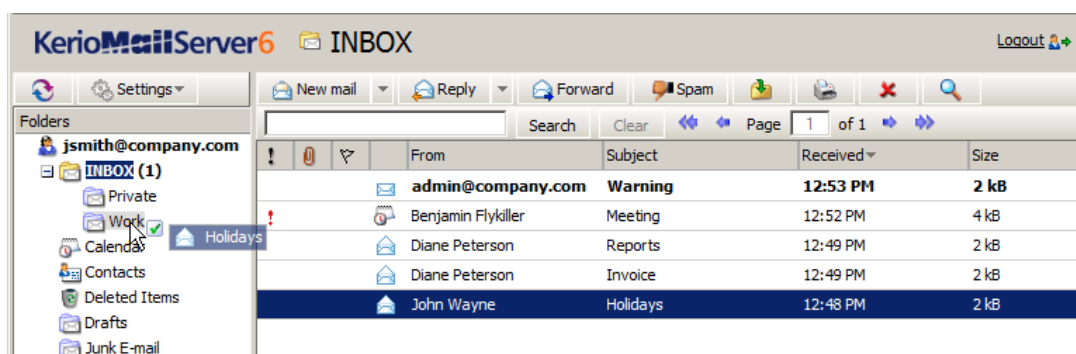 KerioMailServer6 INBOX Logout
Settings New mail Reply Forward Spam
Folders Search Clear Page 1 of 1
jsmith@company.com ! From Subject Received Size
INBOX (1) admin@company.com Warning 12:53 PM 2 kB
Private
Work ! Benjamin Flykiller Meeting 12:52 PM 4 kB
Holidays
Calendar Diane Peterson Reports 12:49 PM 2 kB
Contacts Diane Peterson Invoice 12:49 PM 2 kB
Deleted Items John Wayne Holidays 12:48 PM 2 kB
Drafts
Junk E-mail